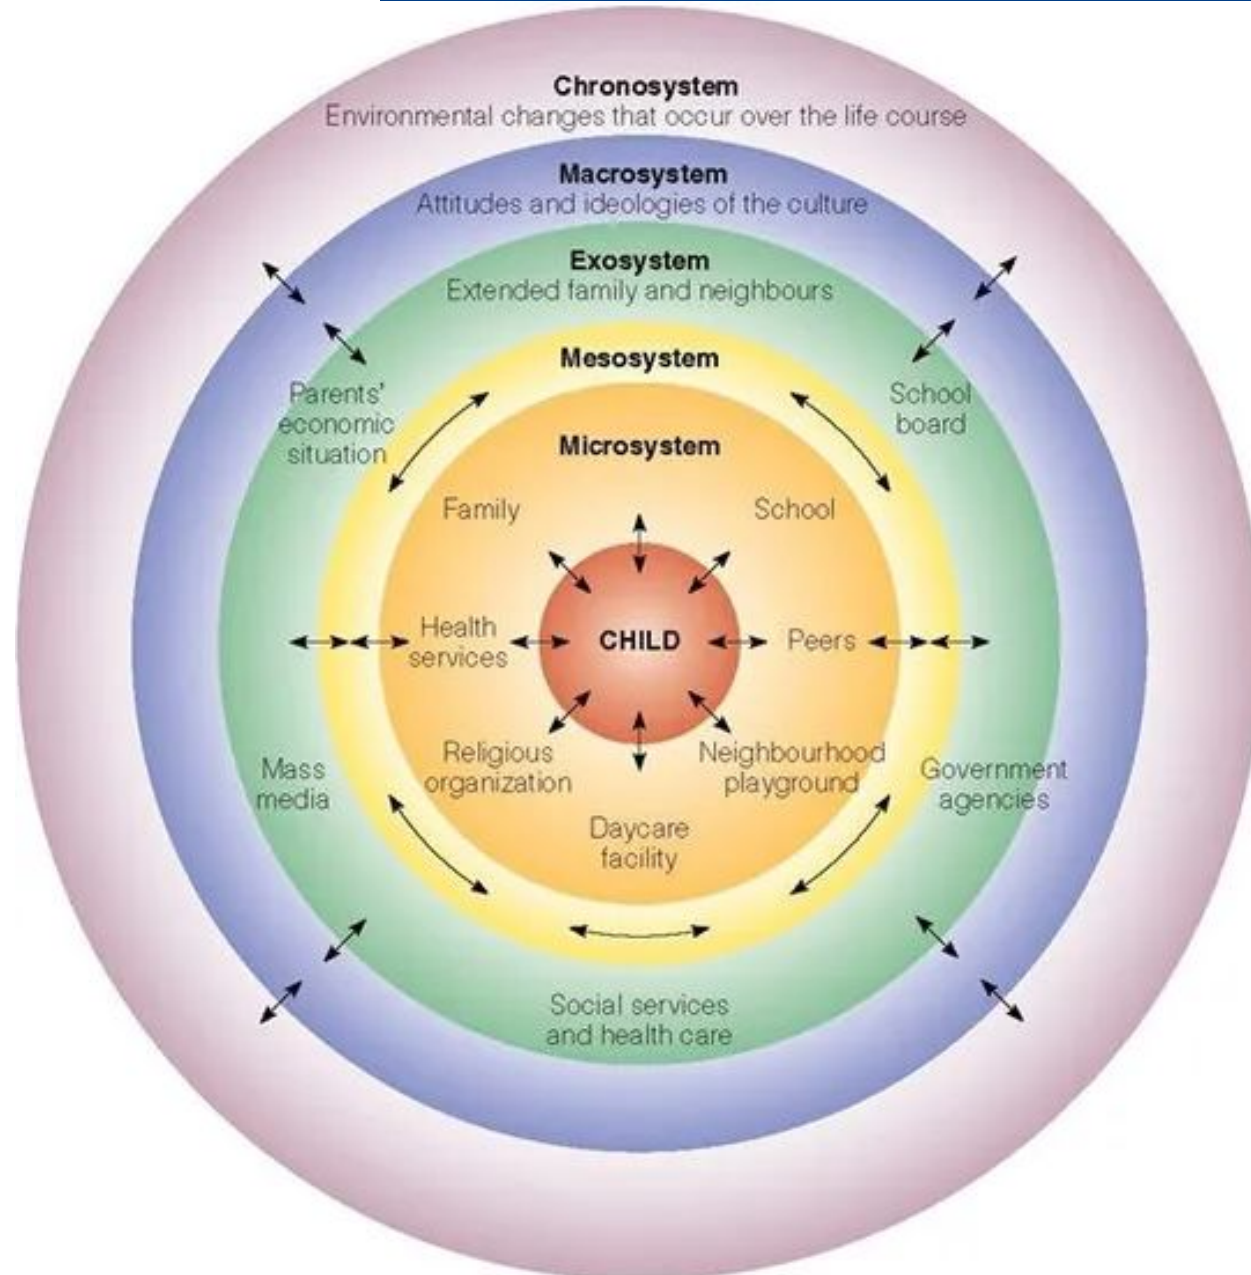 Chronosystem
Environmental changes that occur over the life course
Macrosystem
Attitudes and ideologies of the culture
Exosystem
Extended family and neighbours
Mesosystem
Parents'
economic
situation
School
board
Microsystem
Family
School
Health
services
CHILD
Peers
Religious
organization
Neighbourhood
playground
Mass
media
Government
agencies
Daycare
facility
Social services
and health care